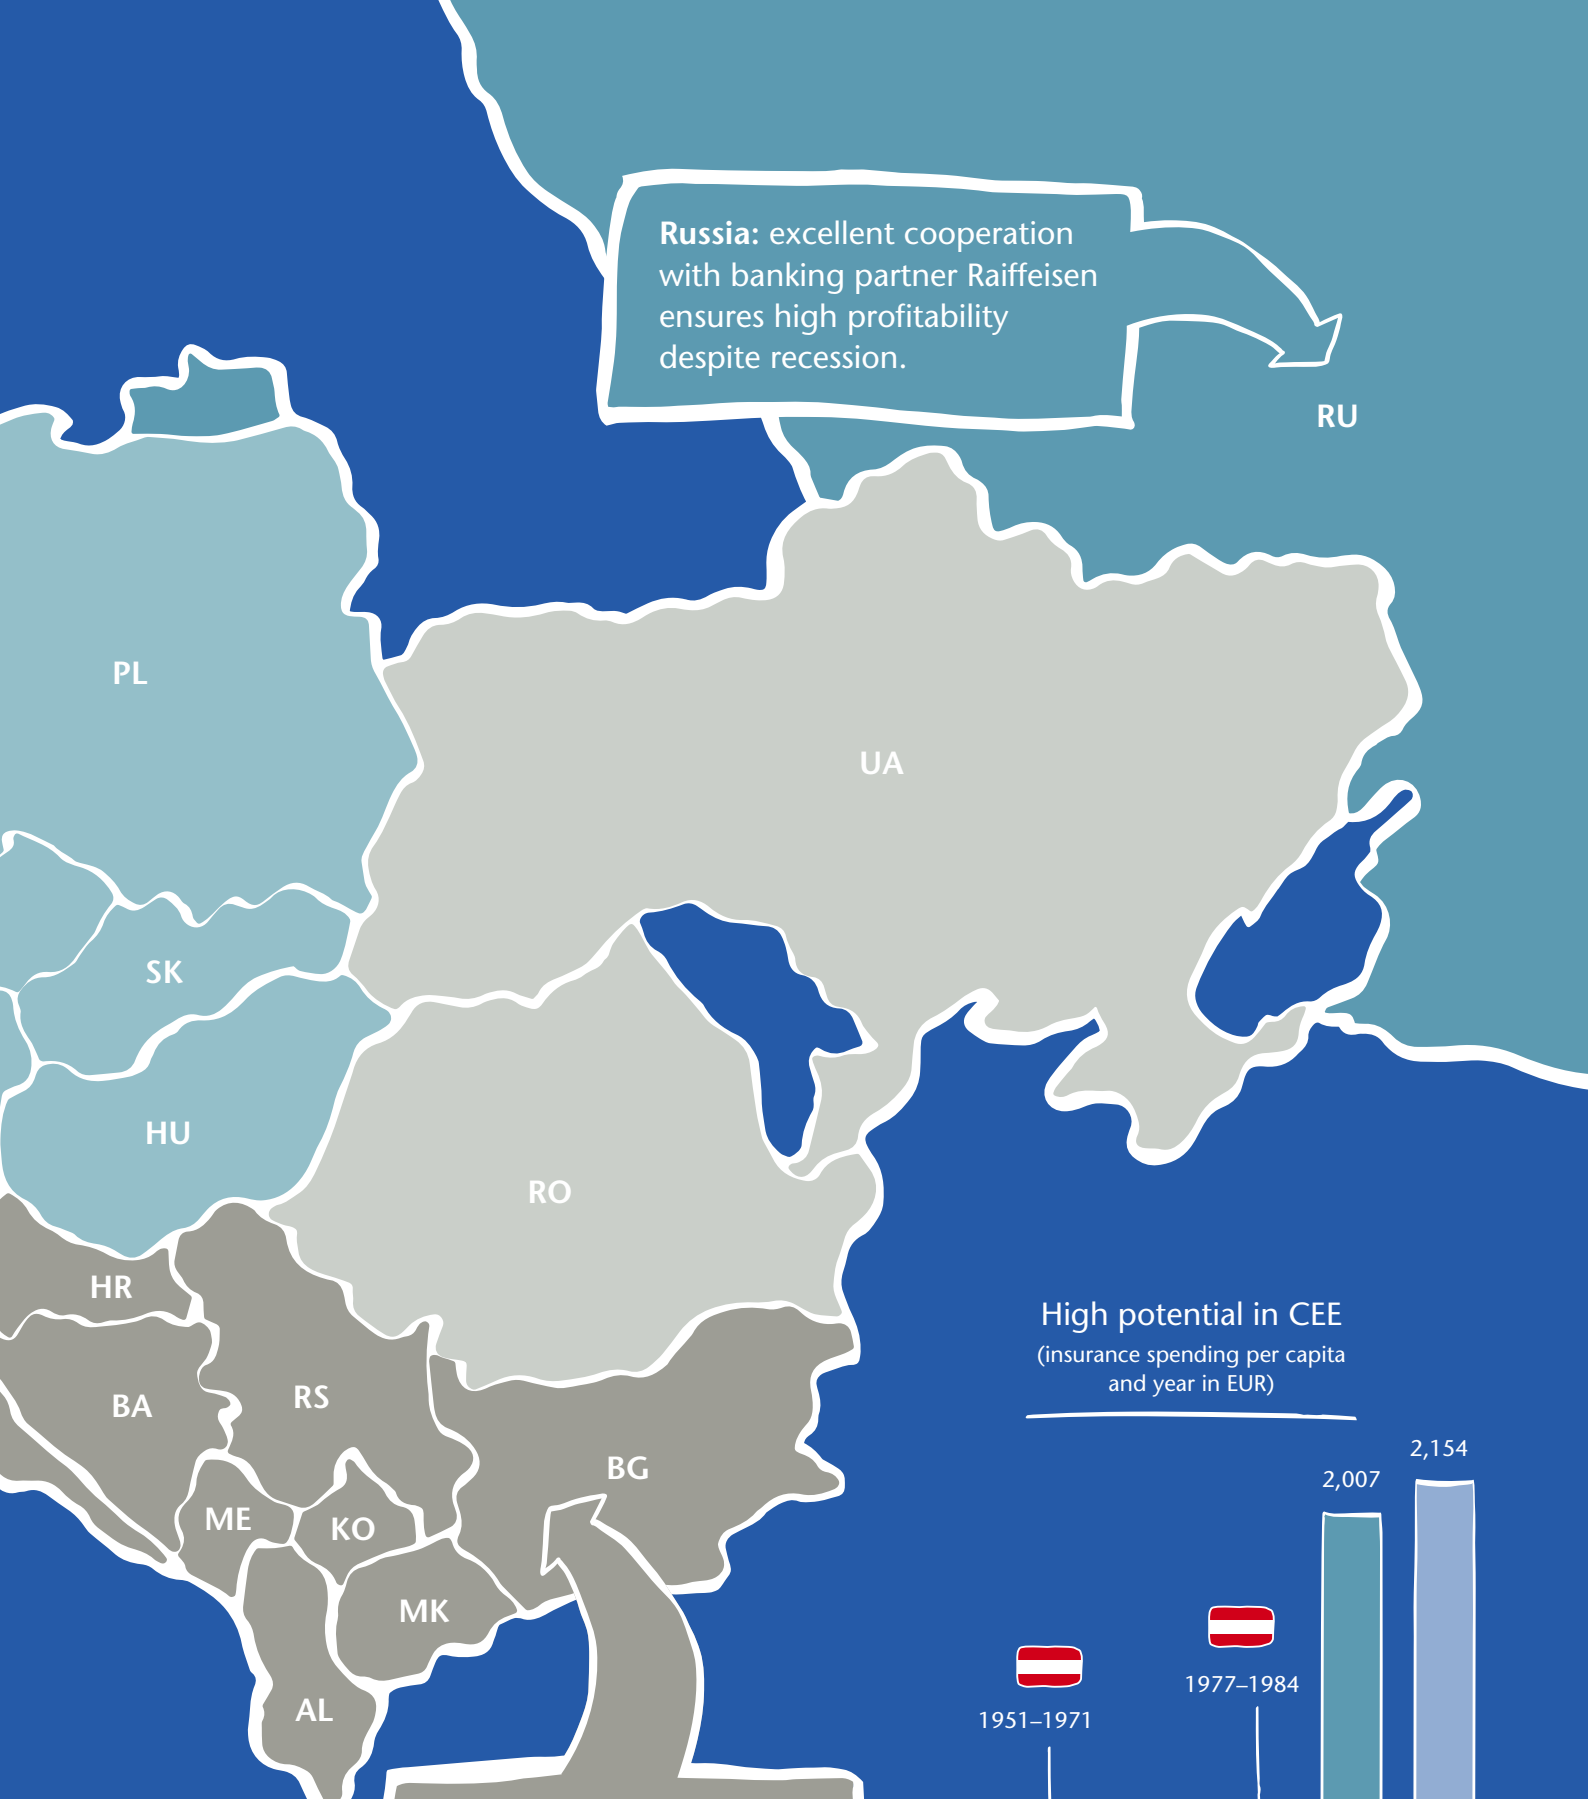 Russia: excellent cooperation
with banking partner Raiffeisen
ensures high profitability
despite recession.
RU
PL
UA
SK
HU
RO
HR
BA
RS
BG
ME
KO
MK
AL
High potential in CEE
(insurance spending per capita
and year in EUR)
2,154
2,007
1977–1984
1951–1971